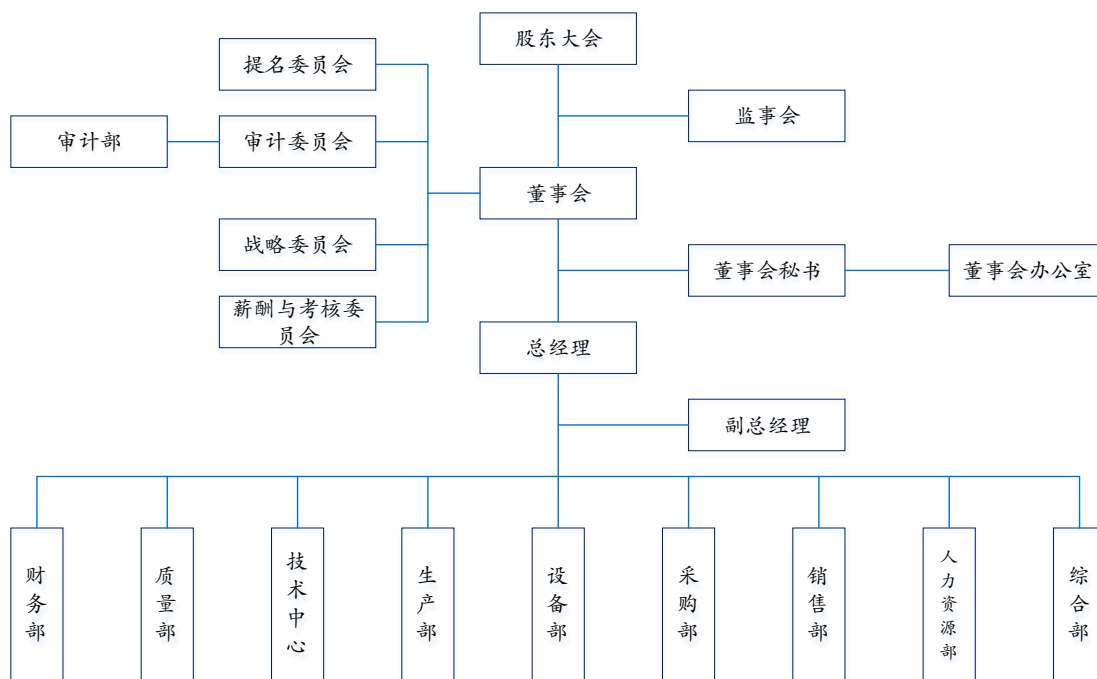 股东大会
提名委员会
监事会
审计部
审计委员会
董事会
战略委员会
董事会秘书
董事会办公室
薪酬与考核委
员会
总经理
副总经理
财务部
质量部
技术中心
生产部
设备部
采购部
销售部
人力资源部
综合部